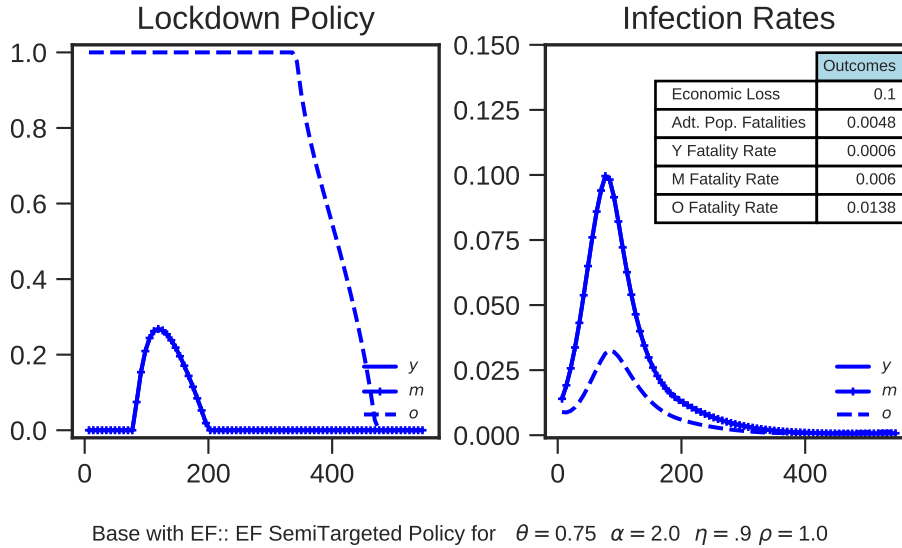 Lockdown Policy
1.0
0.8
0.6
0.4
0.2
0.0
0 200 400
y
m
o
Infection Rates
0.150
0.125
0.100
0.075
0.050
0.025
0.000
0 200 400
Outcomes
Economic Loss 0.1
Adt. Pop. Fatalities 0.0048
Y Fatality Rate 0.0006
M Fatality Rate 0.006
O Fatality Rate 0.0138
y
m
o
Base with EF:: EF SemiTargeted Policy for θ = 0.75 α = 2.0 η = .9 ρ = 1.0